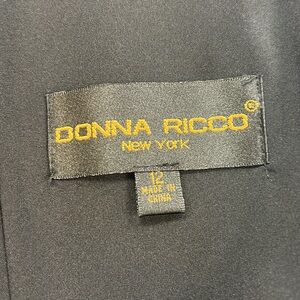 DONNA RICCO®
New York
12
MADE IN
CHINA